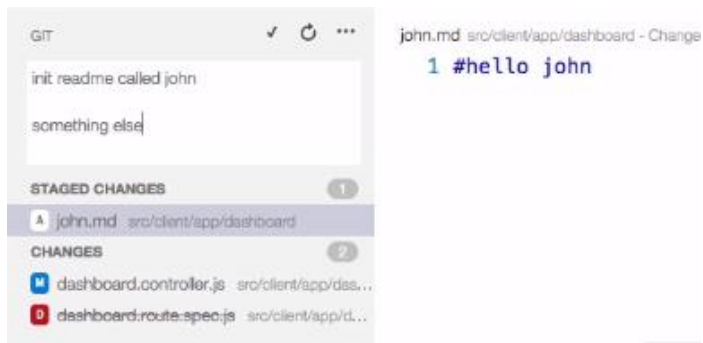 GIT
init readme called john
something else
STAGED CHANGES 1
A john.md src/client/app/dashboard
CHANGES 2
M dashboard.controller.js src/client/app/das...
D dashboard.route.spec.js src/client/app/d...
john.md src/client/app/dashboard - Change
1 #hello john